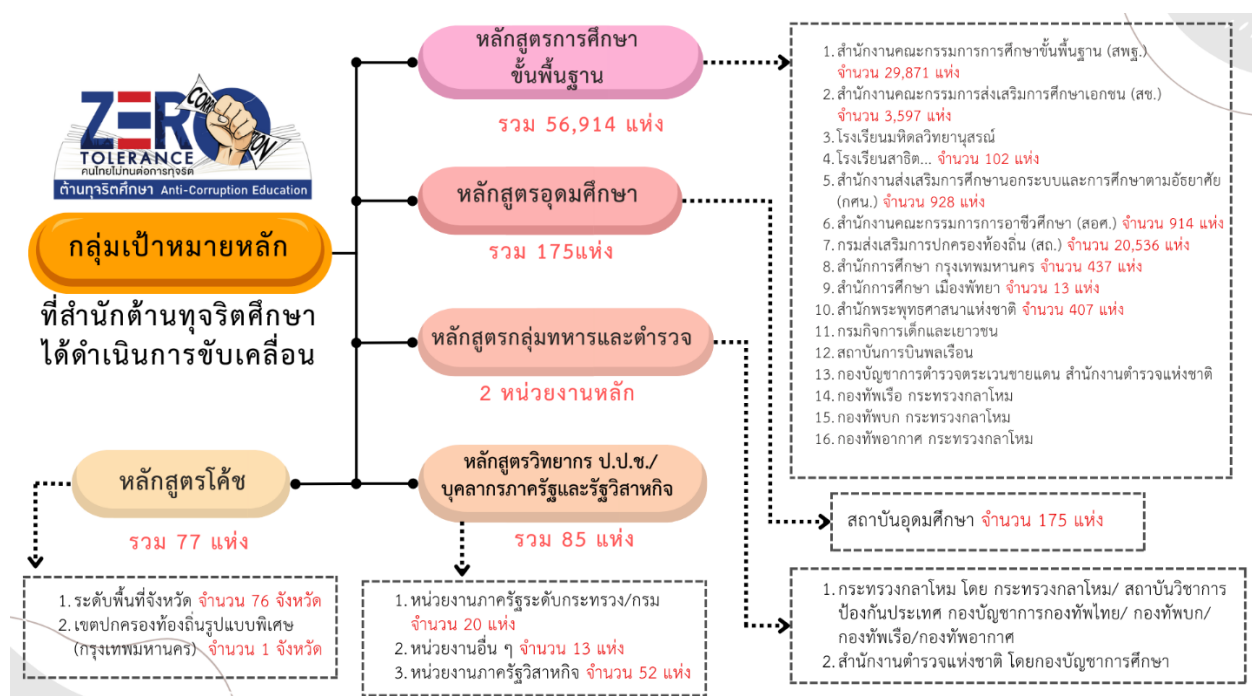 ZERO
CORRUPTION
TOLERANCE
คนไทยไม่ทนต่อการทุจริต
ต้านทุจริตศึกษา Anti-Corruption Education
กลุ่มเป้าหมายหลัก
ที่สำนักต้านทุจริตศึกษา
ได้ดำเนินการขับเคลื่อน
หลักสูตรการศึกษา
ขั้นพื้นฐาน
รวม 56,914 แห่ง
1. สำนักงานคณะกรรมการการศึกษาขั้นพื้นฐาน (สพฐ.)
จำนวน 29,871 แห่ง
2. สำนักงานคณะกรรมการส่งเสริมการศึกษาเอกชน (สช.)
จำนวน 3,597 แห่ง
3. โรงเรียนมหิดลวิทยานุสรณ์
4. โรงเรียนสาธิต... จำนวน 102 แห่ง
5. สำนักงานส่งเสริมการศึกษานอกระบบและการศึกษาตามอัธยาศัย
(กศน.) จำนวน 928 แห่ง
6. สำนักงานคณะกรรมการการอาชีวศึกษา (สอศ.) จำนวน 914 แห่ง
7. กรมส่งเสริมการปกครองท้องถิ่น (สถ.) จำนวน 20,536 แห่ง
8. สำนักการศึกษา กรุงเทพมหานคร จำนวน 437 แห่ง
9. สำนักการศึกษา เมืองพัทยา จำนวน 13 แห่ง
10. สำนักพระพุทธศาสนาแห่งชาติ จำนวน 407 แห่ง
11. กรมกิจการเด็กและเยาวชน
12. สถาบันการบินพลเรือน
13. กองบัญชาการตำรวจตระเวนชายแดน สำนักงานตำรวจแห่งชาติ
14. กองทัพเรือ กระทรวงกลาโหม
15. กองทัพบก กระทรวงกลาโหม
16. กองทัพอากาศ กระทรวงกลาโหม
หลักสูตรอุดมศึกษา
รวม 175แห่ง
สถาบันอุดมศึกษา จำนวน 175 แห่ง
หลักสูตรกลุ่มทหารและตำรวจ
2 หน่วยงานหลัก
1. กระทรวงกลาโหม โดย กระทรวงกลาโหม/ สถาบันวิชาการ
ป้องกันประเทศ กองบัญชาการกองทัพไทย/ กองทัพบก/
กองทัพเรือ/กองทัพอากาศ
2. สำนักงานตำรวจแห่งชาติ โดยกองบัญชาการศึกษา
หลักสูตรวิทยากร ป.ป.ช./
บุคลากรภาครัฐและรัฐวิสาหกิจ
รวม 85 แห่ง
1. หน่วยงานภาครัฐระดับกระทรวง/กรม
จำนวน 20 แห่ง
2. หน่วยงานอื่น ๆ จำนวน 13 แห่ง
3. หน่วยงานภาครัฐวิสาหกิจ จำนวน 52 แห่ง
หลักสูตรโค้ช
รวม 77 แห่ง
1. ระดับพื้นที่จังหวัด จำนวน 76 จังหวัด
2. เขตปกครองท้องถิ่นรูปแบบพิเศษ
(กรุงเทพมหานคร) จำนวน 1 จังหวัด